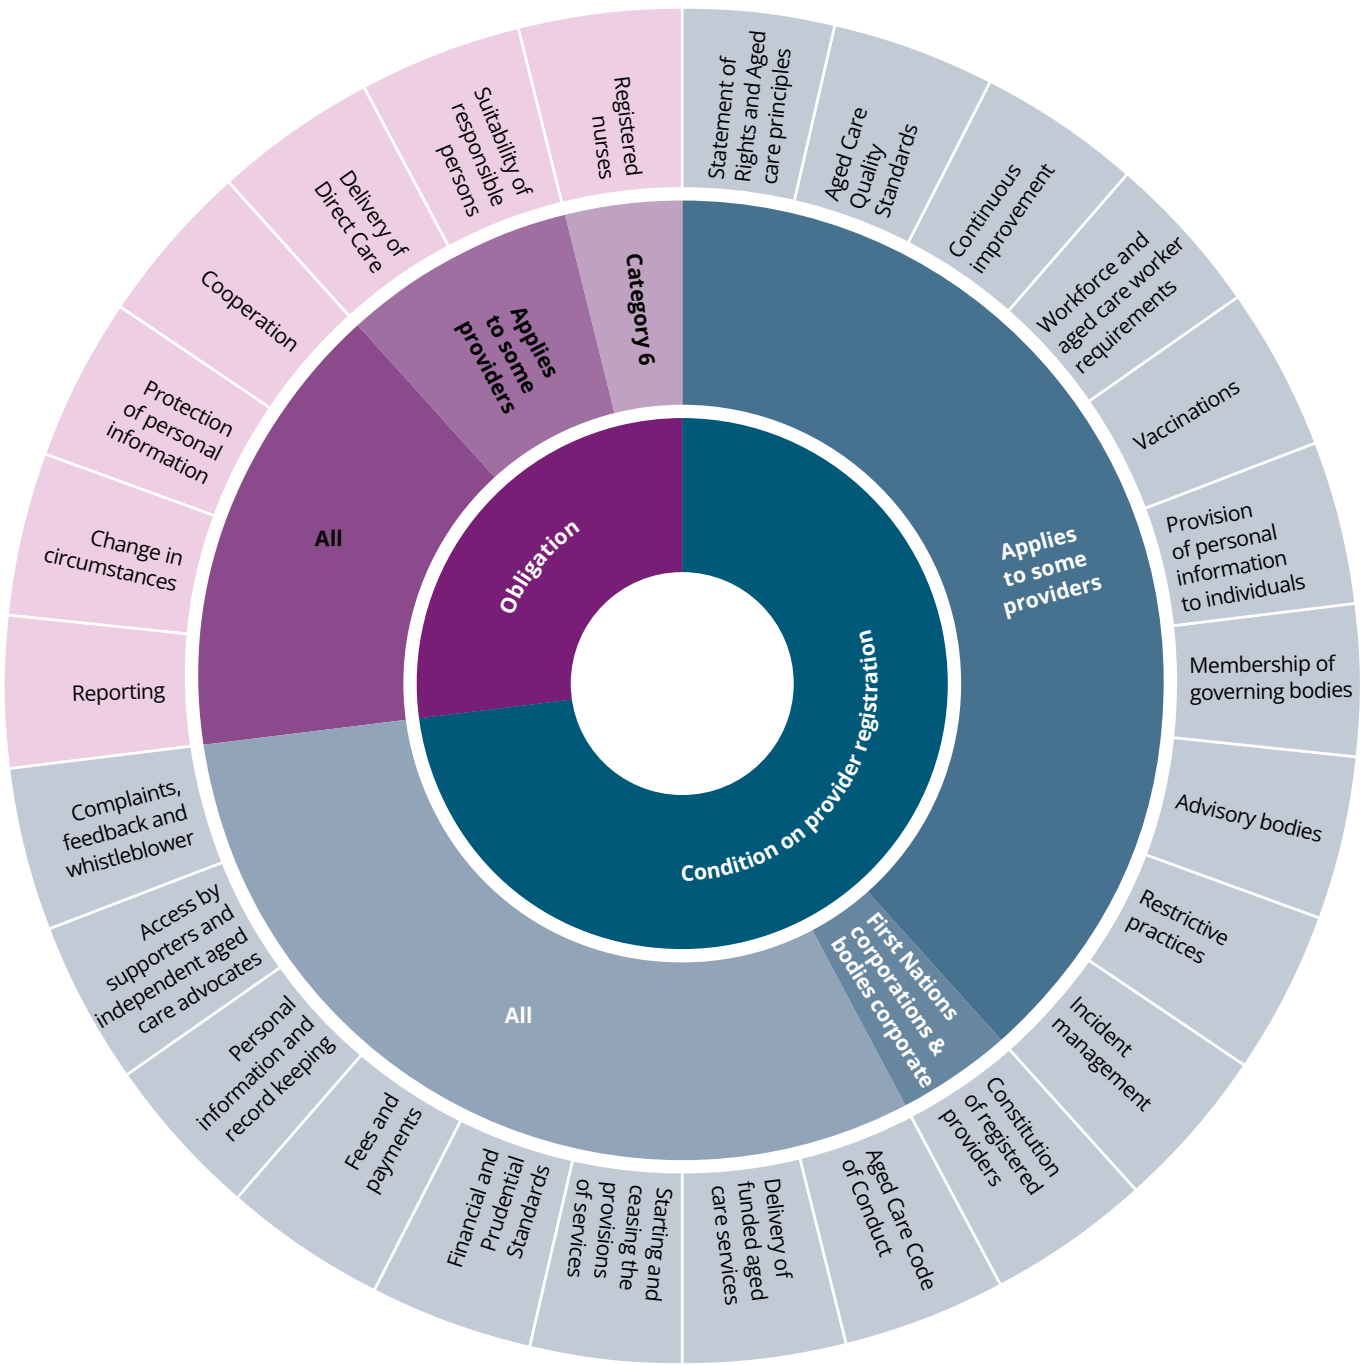 Obligation
Condition on provider registration
Applies
to some
providers
First Nations
corporations &
bodies corporate
All
All
Applies
to some
providers
Category 6
Statement of
Rights and Aged
care principles
Aged Care
Quality
Standards
Continuous
improvement
Workforce and
aged care worker
requirements
Vaccinations
Provision
of personal
information
to individuals
Membership of
governing bodies
Advisory bodies
Restrictive
practices
Incident
management
Constitution
of registered
providers
Aged Care Code
of Conduct
Delivery of
funded aged
care services
Starting and
ceasing the
provisions
of services
Financial and
Prudential
Standards
Fees and
payments
Personal
information and
record keeping
Access by
supporters and
independent aged
care advocates
Complaints,
feedback and
whistleblower
Reporting
Change in
circumstances
Protection
of personal
information
Cooperation
Delivery of
Direct Care
Suitability of
responsible
persons
Registered
nurses